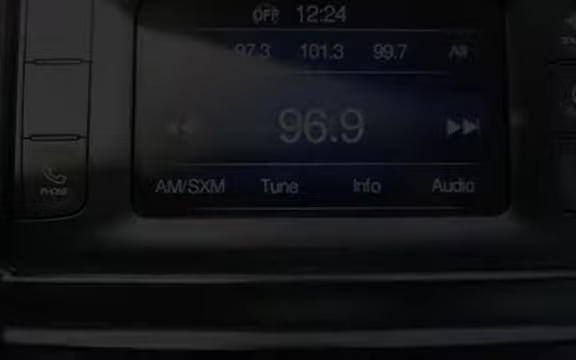 OFF 12:24
97.3 101.3 99.7 All
96.9
AM/SXM Tune Info Audio
PHONE